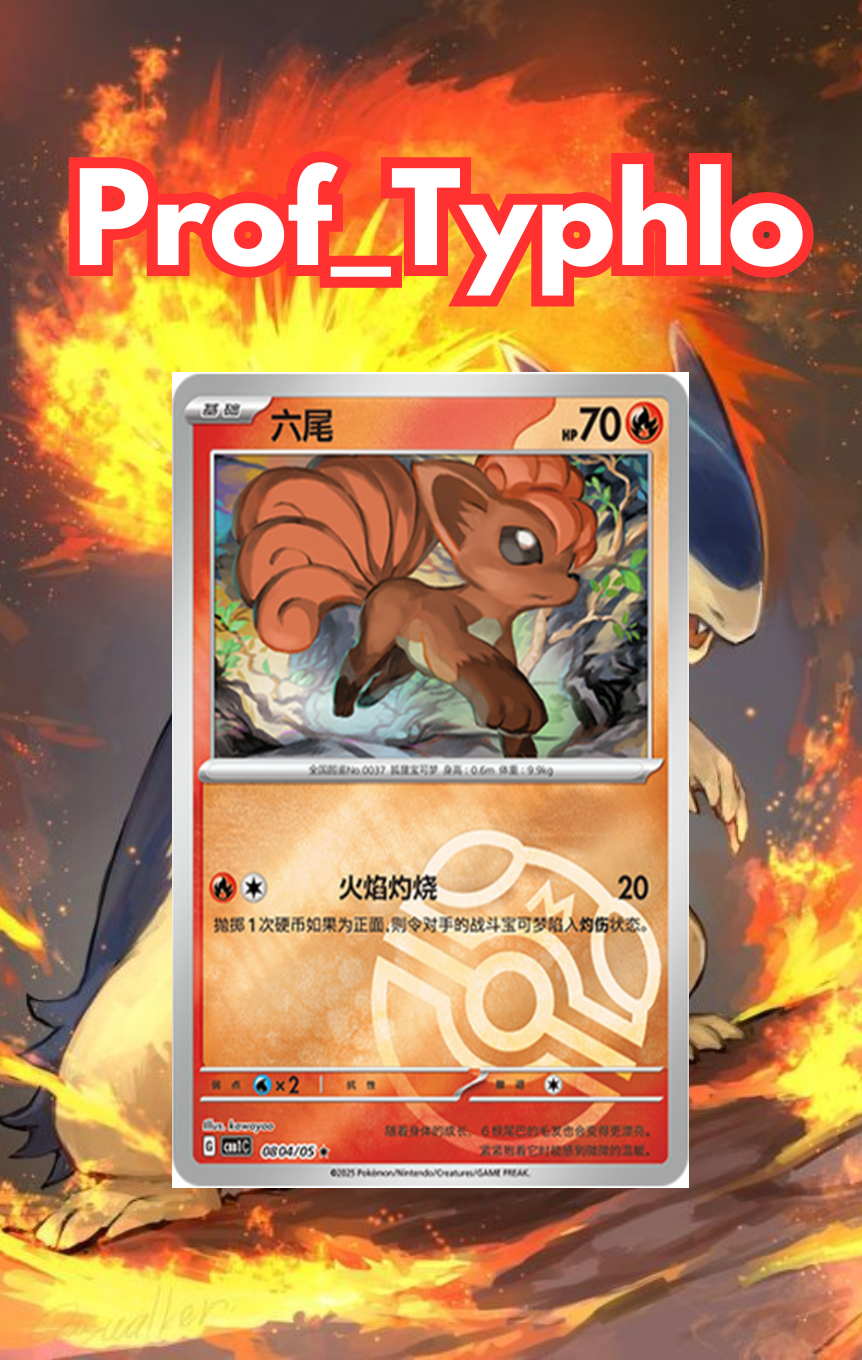 Prof_Typhlo
基础 六尾 HP 70
全国图鉴No.0037 狐狸宝可梦 身高：0.6m 体重：9.9kg
火焰灼烧 20
抛掷1次硬币如果为正面，则令对手的战斗宝可梦陷入灼伤状态。
弱点 ×2 抗性 撤退
Illus. kawayoo
随着身体的成长，6根尾巴的毛发也会变得更漂亮。
G CBB1C 0804/05 ★
紧紧抱着它时能感到微微的温暖。
©2025 Pokémon/Nintendo/Creatures/GAME FREAK.